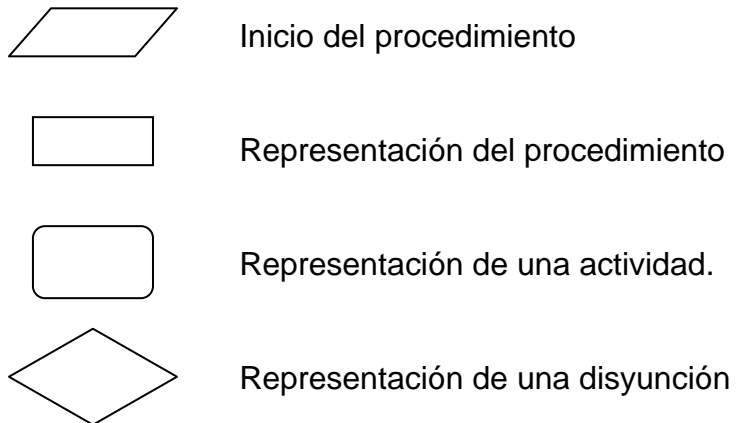 Inicio del procedimiento
Representación del procedimiento
Representación de una actividad.
Representación de una disyunción